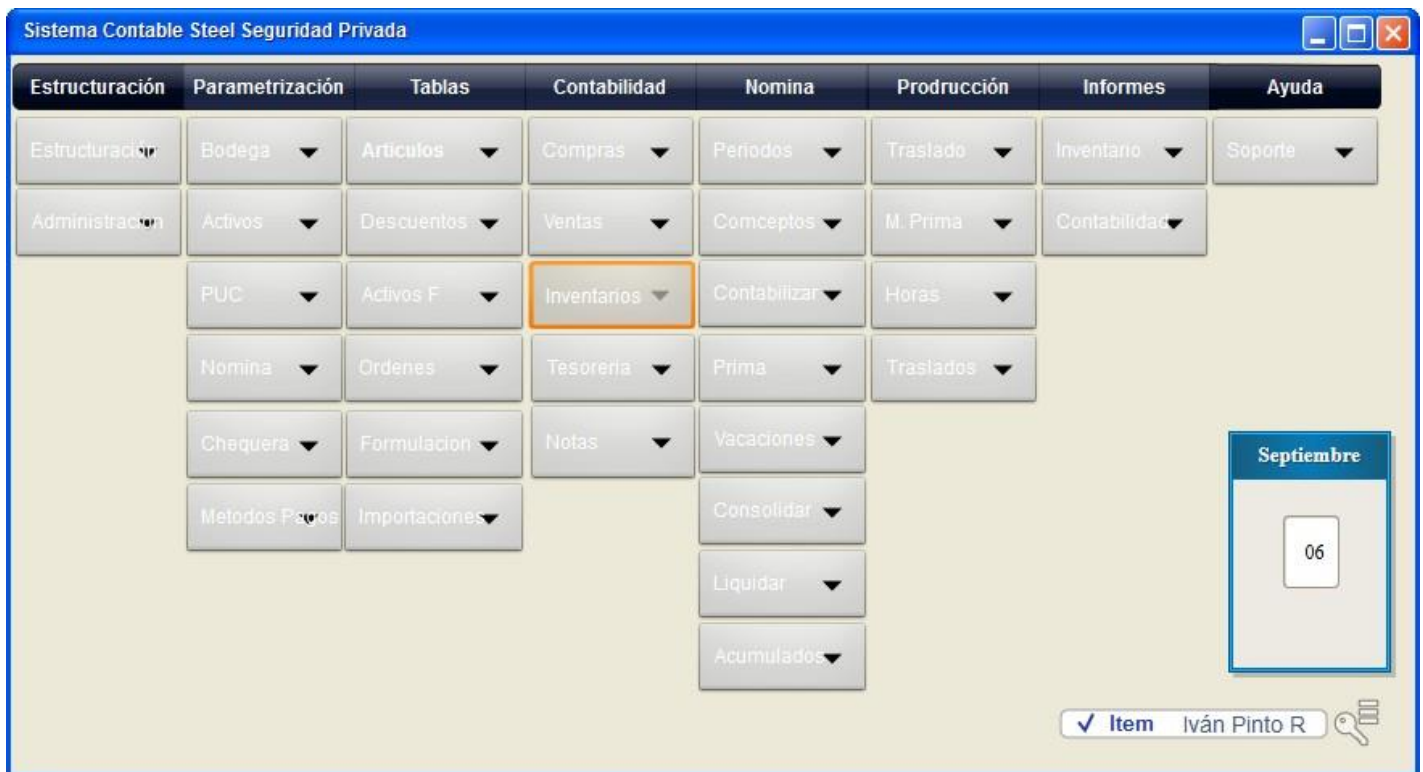 Sistema Contable Steel Seguridad Privada
Estructuración Parametrización Tablas Contabilidad Nomina Prodrucción Informes Ayuda
Estructuración Bodega Articulos Compras Periodos Traslado Inventario Soporte
Administracion Activos Descuentos Ventas Comceptos M. Prima Contabilidad
PUC Activos F Inventarios Contabilizar Horas
Nomina Ordenes Tesoreria Prima Traslados
Chequera Formulacion Notas Vacaciones
Septiembre
Metodos Pagos Importaciones Consolidar
06
Liquidar
Acumulados
Item Iván Pinto R